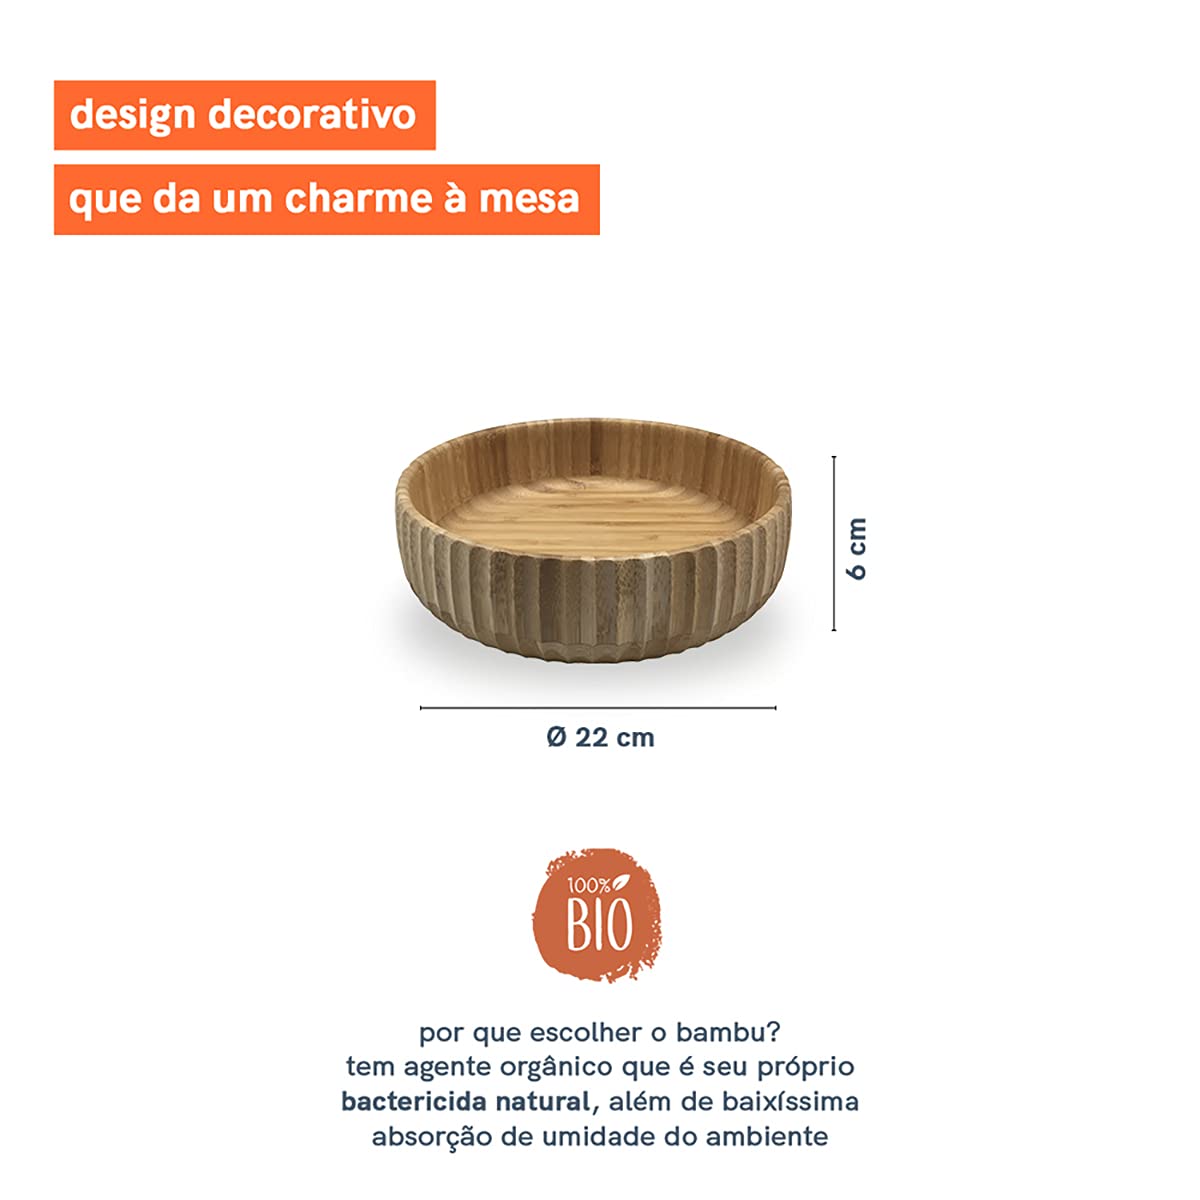 design decorativo
que da um charme à mesa
6 cm
Ø 22 cm
100%
BIO
por que escolher o bambu?
tem agente orgânico que é seu próprio
bactericida natural, além de baixíssima
absorção de umidade do ambiente